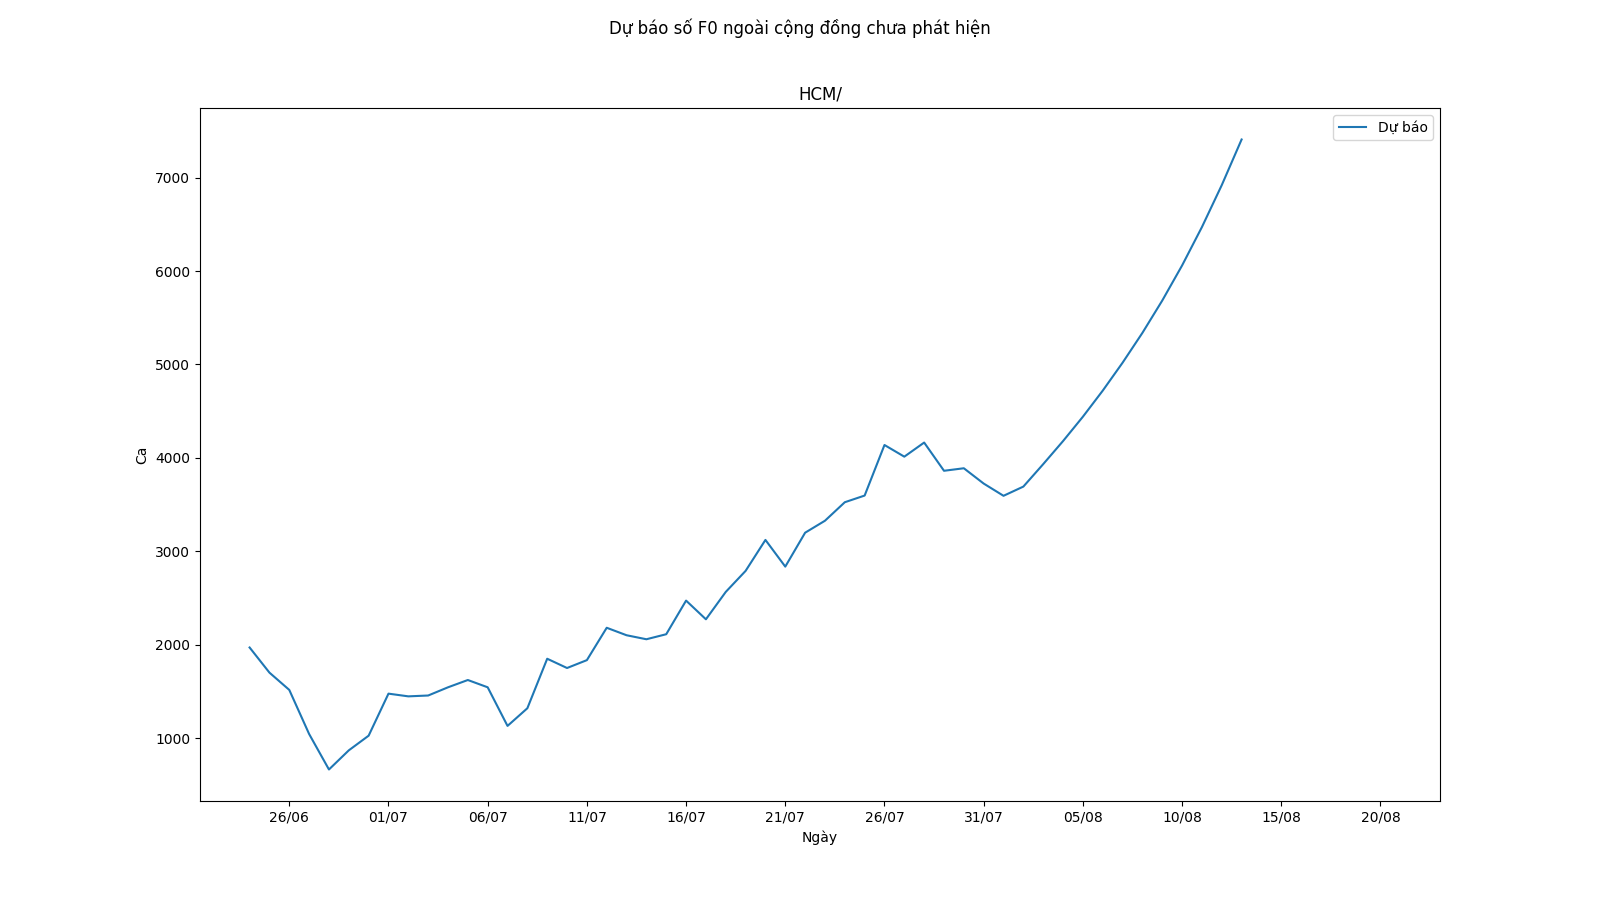 Dự báo số F0 ngoài cộng đồng chưa phát hiện
HCM/
Dự báo
7000
6000
5000
4000
3000
2000
1000
Ca
26/06 01/07 06/07 11/07 16/07 21/07 26/07 31/07 05/08 10/08 15/08 20/08
Ngày